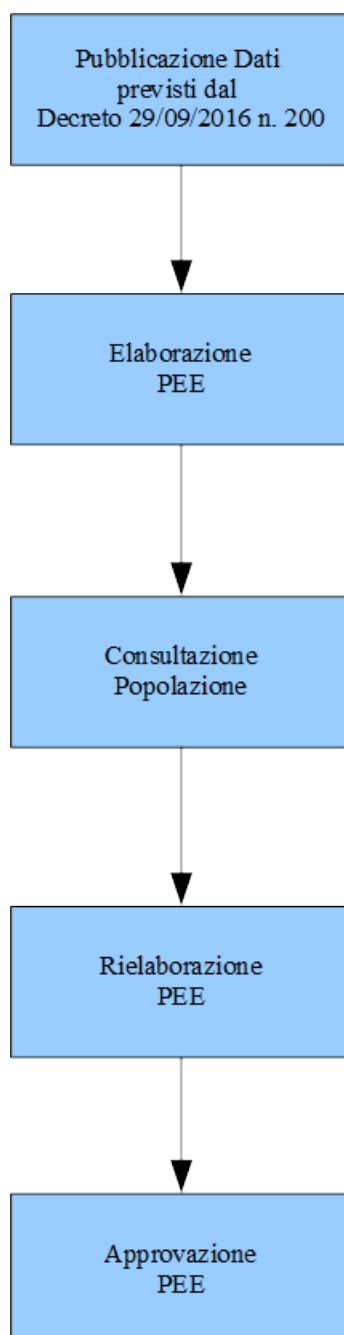 Pubblicazione Dati
previsti dal
Decreto 29/09/2016 n. 200
Elaborazione
PEE
Consultazione
Popolazione
Rielaborazione
PEE
Approvazione
PEE